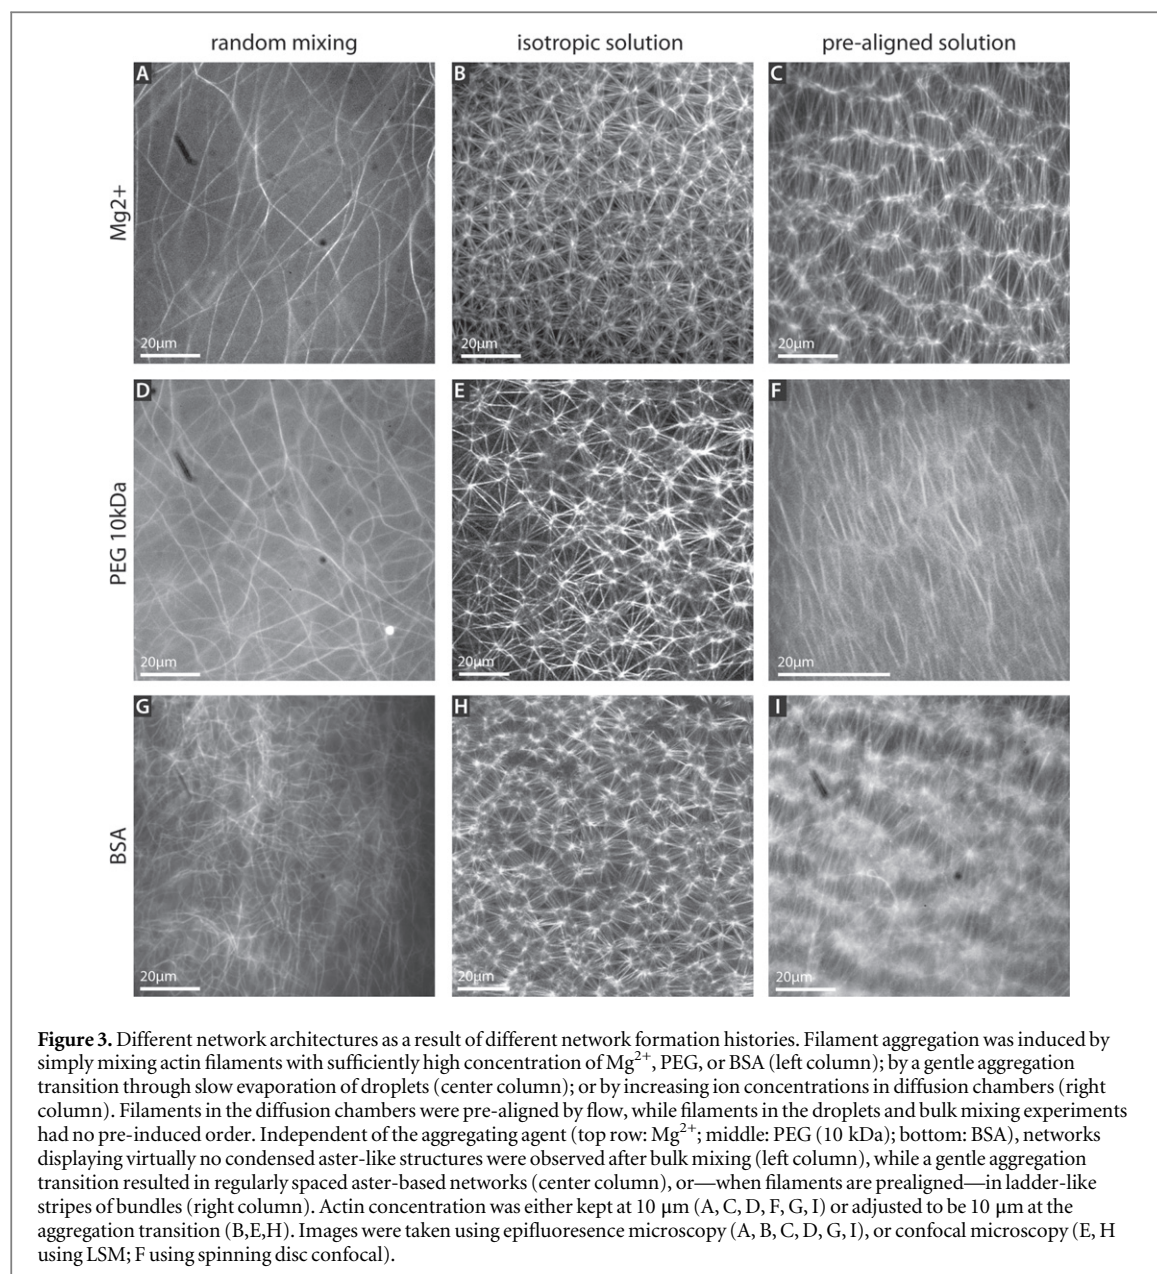 random mixing
isotropic solution
pre-aligned solution
Mg2+
A
B
C
20μm
20μm
20μm
PEG 10kDa
D
E
F
20μm
20μm
20μm
BSA
G
H
I
20μm
20μm
20μm
Figure 3. Different network architectures as a result of different network formation histories. Filament aggregation was induced by
simply mixing actin filaments with sufficiently high concentration of Mg²⁺, PEG, or BSA (left column); by a gentle aggregation
transition through slow evaporation of droplets (center column); or by increasing ion concentrations in diffusion chambers (right
column). Filaments in the diffusion chambers were pre-aligned by flow, while filaments in the droplets and bulk mixing experiments
had no pre-induced order. Independent of the aggregating agent (top row: Mg²⁺; middle: PEG (10 kDa); bottom: BSA), networks
displaying virtually no condensed aster-like structures were observed after bulk mixing (left column), while a gentle aggregation
transition resulted in regularly spaced aster-based networks (center column), or—when filaments are prealigned—in ladder-like
stripes of bundles (right column). Actin concentration was either kept at 10 μm (A, C, D, F, G, I) or adjusted to be 10 μm at the
aggregation transition (B,E,H). Images were taken using epifluoresence microscopy (A, B, C, D, G, I), or confocal microscopy (E, H
using LSM; F using spinning disc confocal).